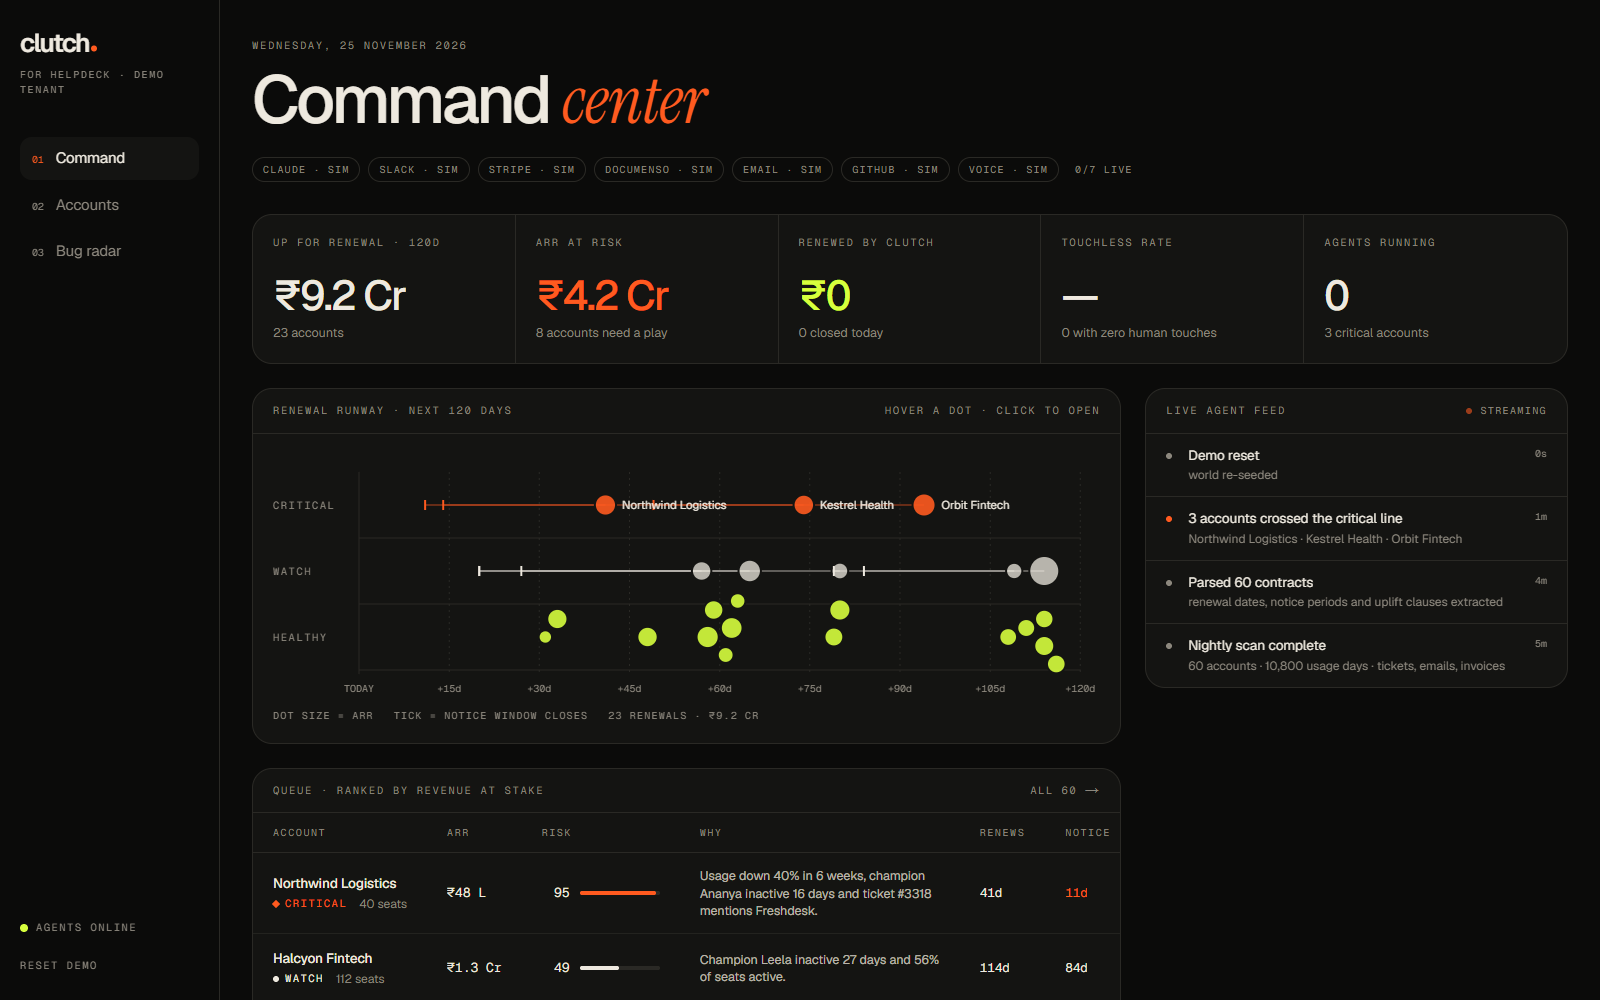 clutch.
FOR HELPDECK · DEMO
TENANT
01 Command
02 Accounts
03 Bug radar
AGENTS ONLINE
RESET DEMO
WEDNESDAY, 25 NOVEMBER 2026
Command center
CLAUDE · SIM
SLACK · SIM
STRIPE · SIM
DOCUMENSO · SIM
EMAIL · SIM
GITHUB · SIM
VOICE · SIM
0/7 LIVE
UP FOR RENEWAL · 120D
₹9.2 Cr
23 accounts
ARR AT RISK
₹4.2 Cr
8 accounts need a play
RENEWED BY CLUTCH
₹0
0 closed today
TOUCHLESS RATE
—
0 with zero human touches
AGENTS RUNNING
0
3 critical accounts
RENEWAL RUNWAY · NEXT 120 DAYS
HOVER A DOT · CLICK TO OPEN
CRITICAL
Northwind Logistics
Kestrel Health
Orbit Fintech
WATCH
HEALTHY
TODAY +15d +30d +45d +60d +75d +90d +105d +120d
DOT SIZE = ARR TICK = NOTICE WINDOW CLOSES 23 RENEWALS · ₹9.2 CR
LIVE AGENT FEED
STREAMING
Demo reset 0s
world re-seeded
3 accounts crossed the critical line 1m
Northwind Logistics · Kestrel Health · Orbit Fintech
Parsed 60 contracts 4m
renewal dates, notice periods and uplift clauses extracted
Nightly scan complete 5m
60 accounts · 10,800 usage days · tickets, emails, invoices
QUEUE · RANKED BY REVENUE AT STAKE
ALL 60 →
ACCOUNT ARR RISK WHY RENEWS NOTICE
Northwind Logistics
CRITICAL 40 seats
₹48 L
95
Usage down 40% in 6 weeks, champion
Ananya inactive 16 days and ticket #3318
mentions Freshdesk.
41d
11d
Halcyon Fintech
WATCH 112 seats
₹1.3 Cr
49
Champion Leela inactive 27 days and 56%
of seats active.
114d
84d